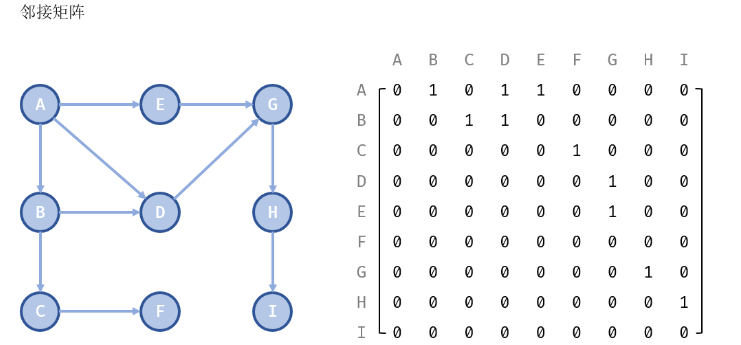 邻接矩阵
A B C D E F G H I
A E G
B D H
C F I
A 0 1 0 1 1 0 0 0 0
B 0 0 1 1 0 0 0 0 0
C 0 0 0 0 0 1 0 0 0
D 0 0 0 0 0 0 1 0 0
E 0 0 0 0 0 0 1 0 0
F 0 0 0 0 0 0 0 0 0
G 0 0 0 0 0 0 0 1 0
H 0 0 0 0 0 0 0 0 1
I 0 0 0 0 0 0 0 0 0